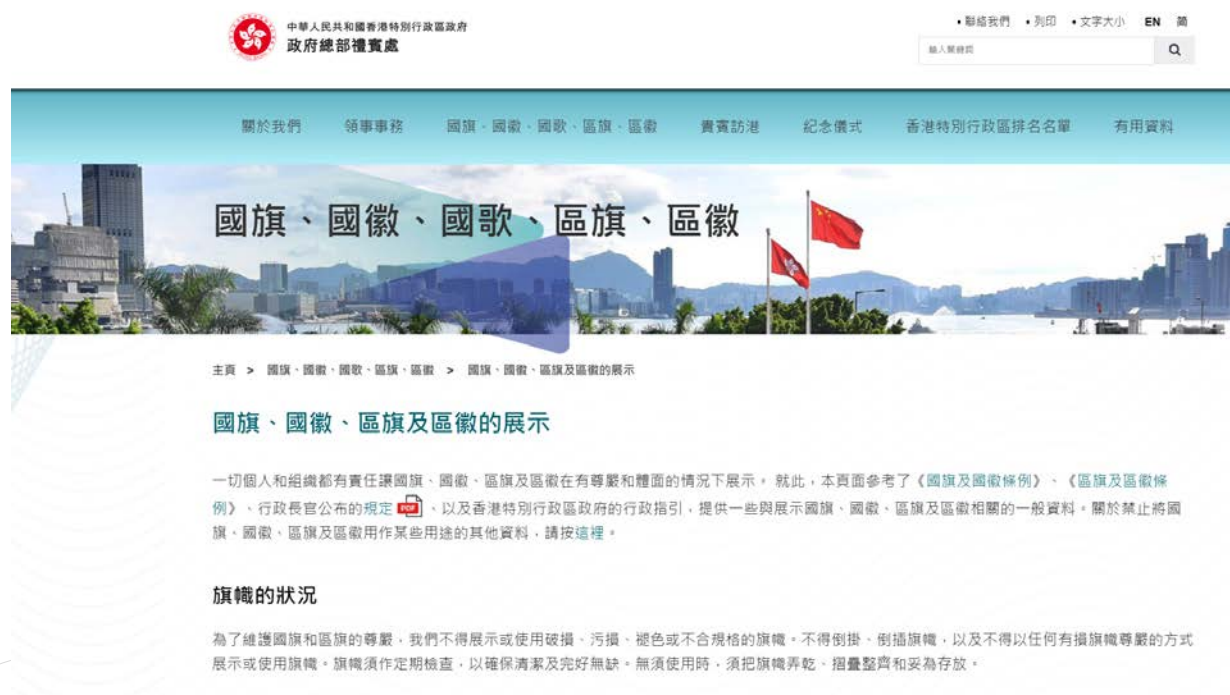 中華人民共和國香港特別行政區政府
政府總部禮賓處
•聯絡我們 •列印 •文字大小 EN 简
輸入關鍵詞
關於我們 領事事務 國旗、國徽、國歌、區旗、區徽 貴賓訪港 紀念儀式 香港特別行政區排名名單 有用資料
國旗、國徽、國歌、區旗、區徽
主頁 > 國旗、國徽、國歌、區旗、區徽 > 國旗、國徽、區旗及區徽的展示
國旗、國徽、區旗及區徽的展示
一切個人和組織都有責任讓國旗、國徽、區旗及區徽在有尊嚴和體面的情況下展示。就此，本頁面參考了《國旗及國徽條例》、《區旗及區徽條
例》、行政長官公布的規定 PDF 、以及香港特別行政區政府的行政指引，提供一些與展示國旗、國徽、區旗及區徽相關的一般資料。關於禁止將國
旗、國徽、區旗及區徽用作某些用途的其他資料，請按這裡。
旗幟的狀況
為了維護國旗和區旗的尊嚴，我們不得展示或使用破損、污損、褪色或不合規格的旗幟。不得倒掛、倒插旗幟，以及不得以任何有損旗幟尊嚴的方式
展示或使用旗幟。旗幟須作定期檢查，以確保清潔及完好無缺。無須使用時，須把旗幟弄乾、摺疊整齊和妥為存放。